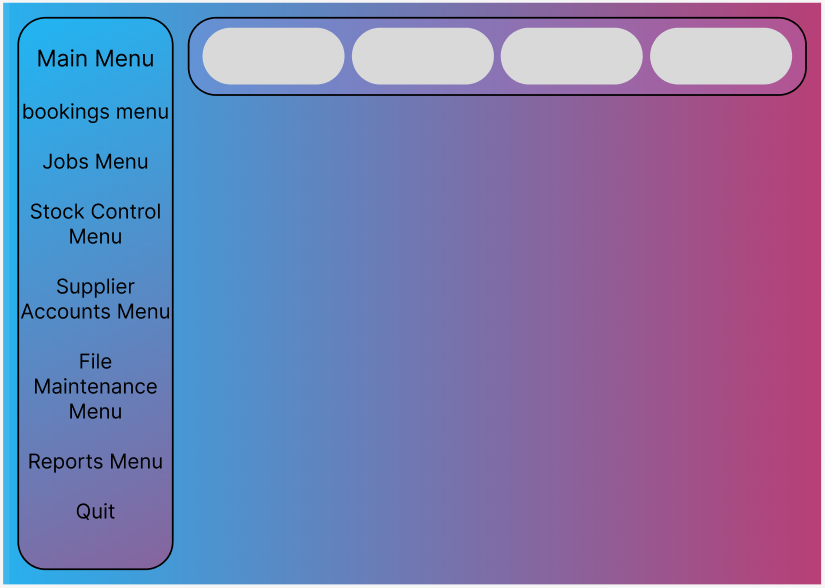 Main Menu
bookings menu
Jobs Menu
Stock Control
Menu
Supplier
Accounts Menu
File
Maintenance
Menu
Reports Menu
Quit